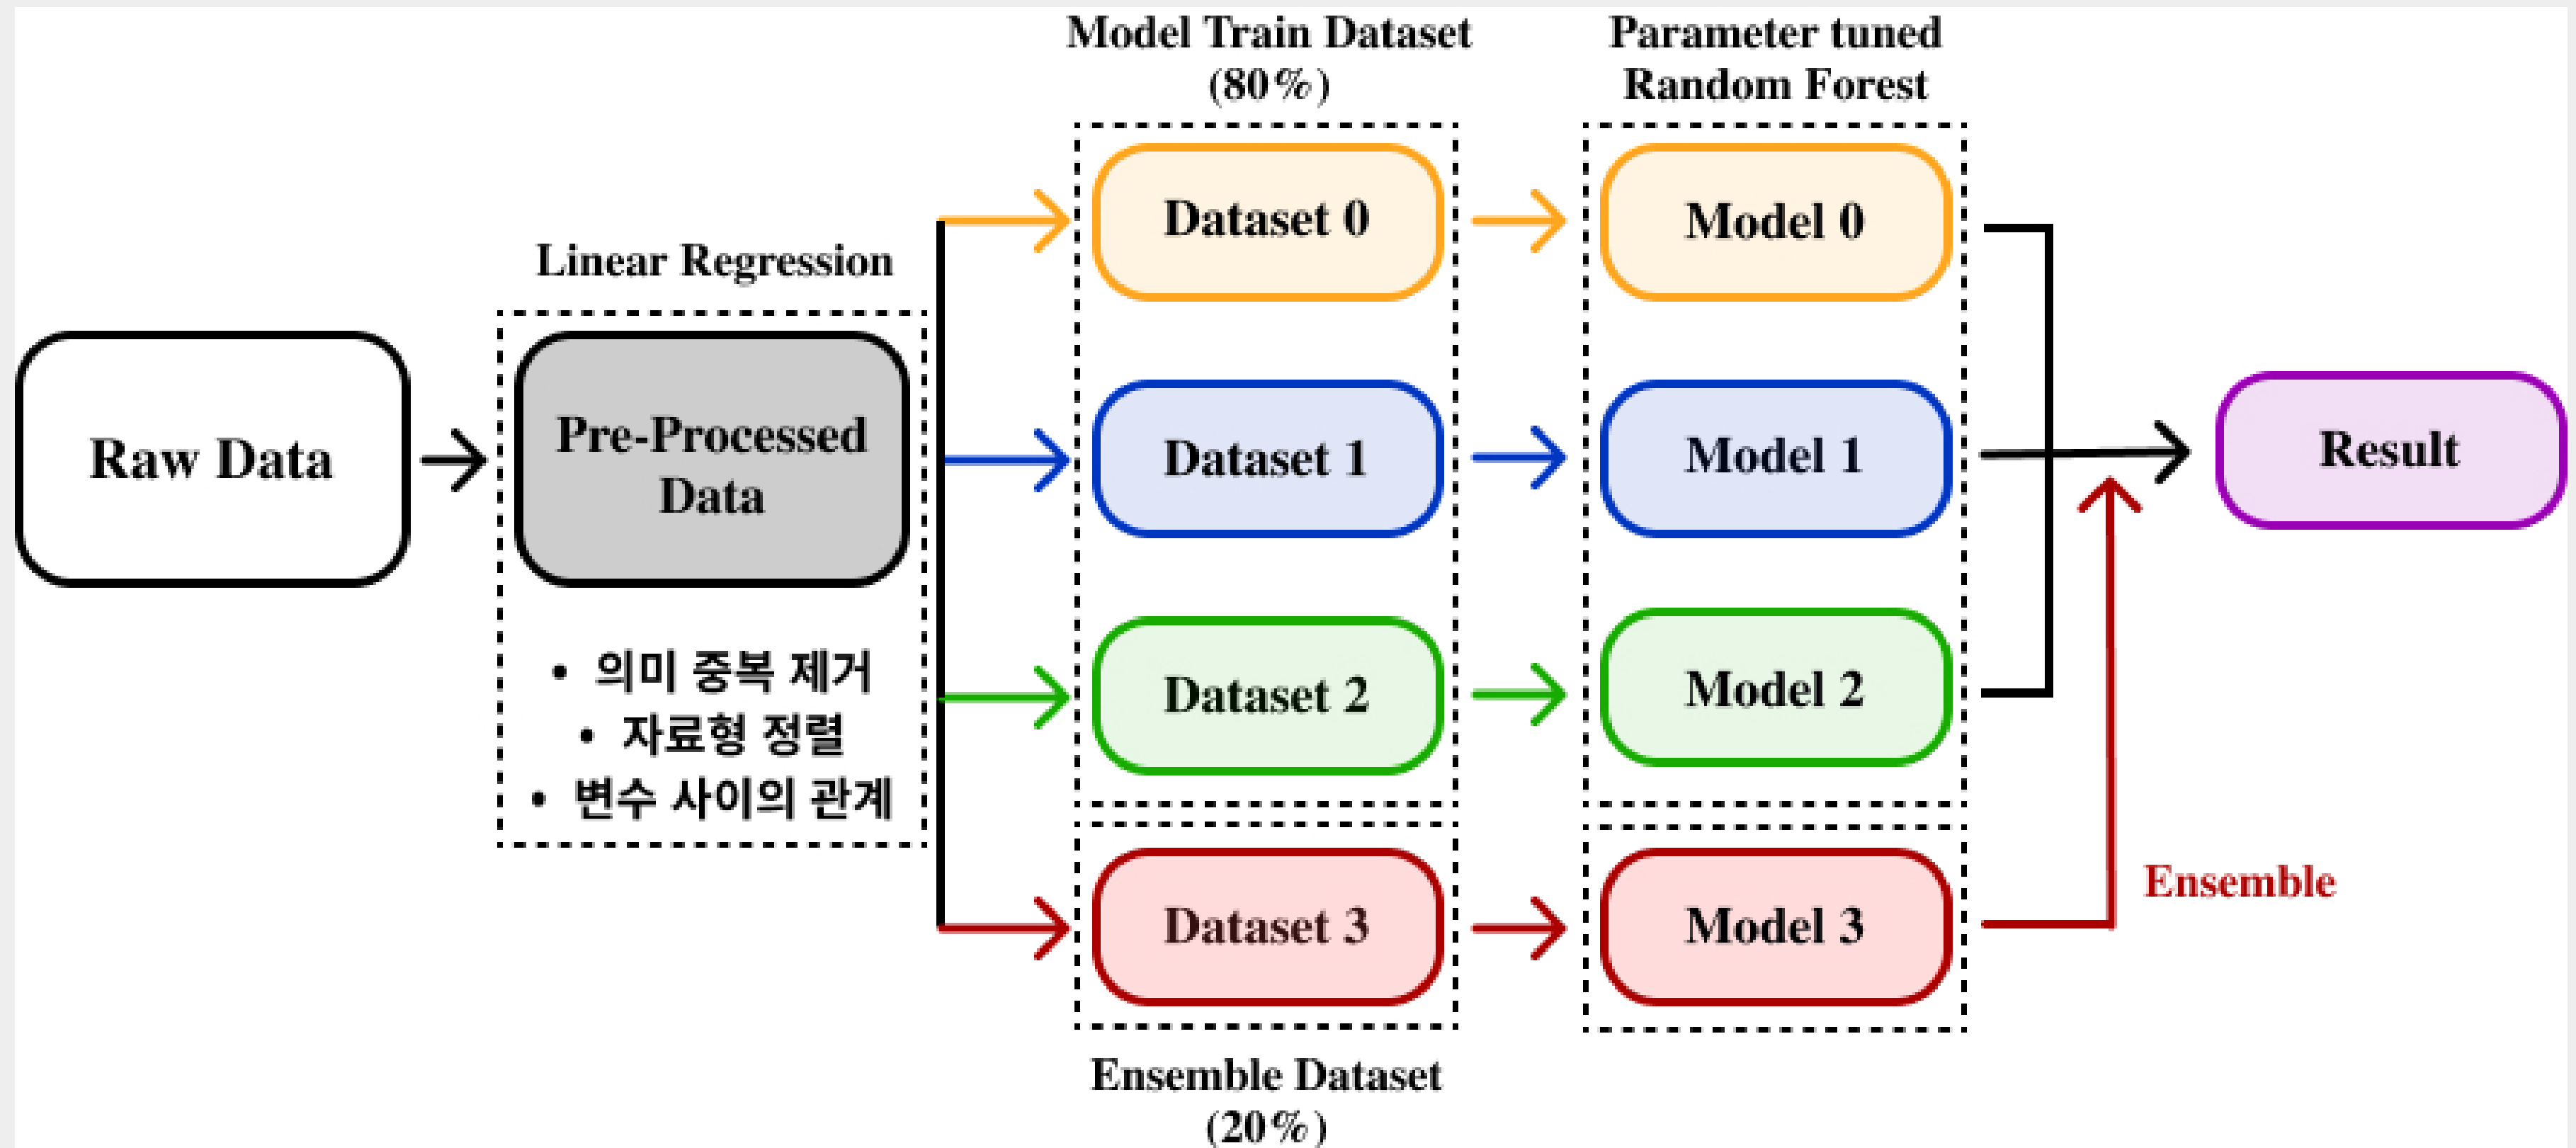 Model Train Dataset
(80%)
Parameter tuned
Random Forest
Linear Regression
Raw Data
Pre-Processed
Data
• 의미 중복 제거
• 자료형 정렬
• 변수 사이의 관계
Dataset 0
Model 0
Dataset 1
Model 1
Dataset 2
Model 2
Dataset 3
Model 3
Result
Ensemble
Ensemble Dataset
(20%)